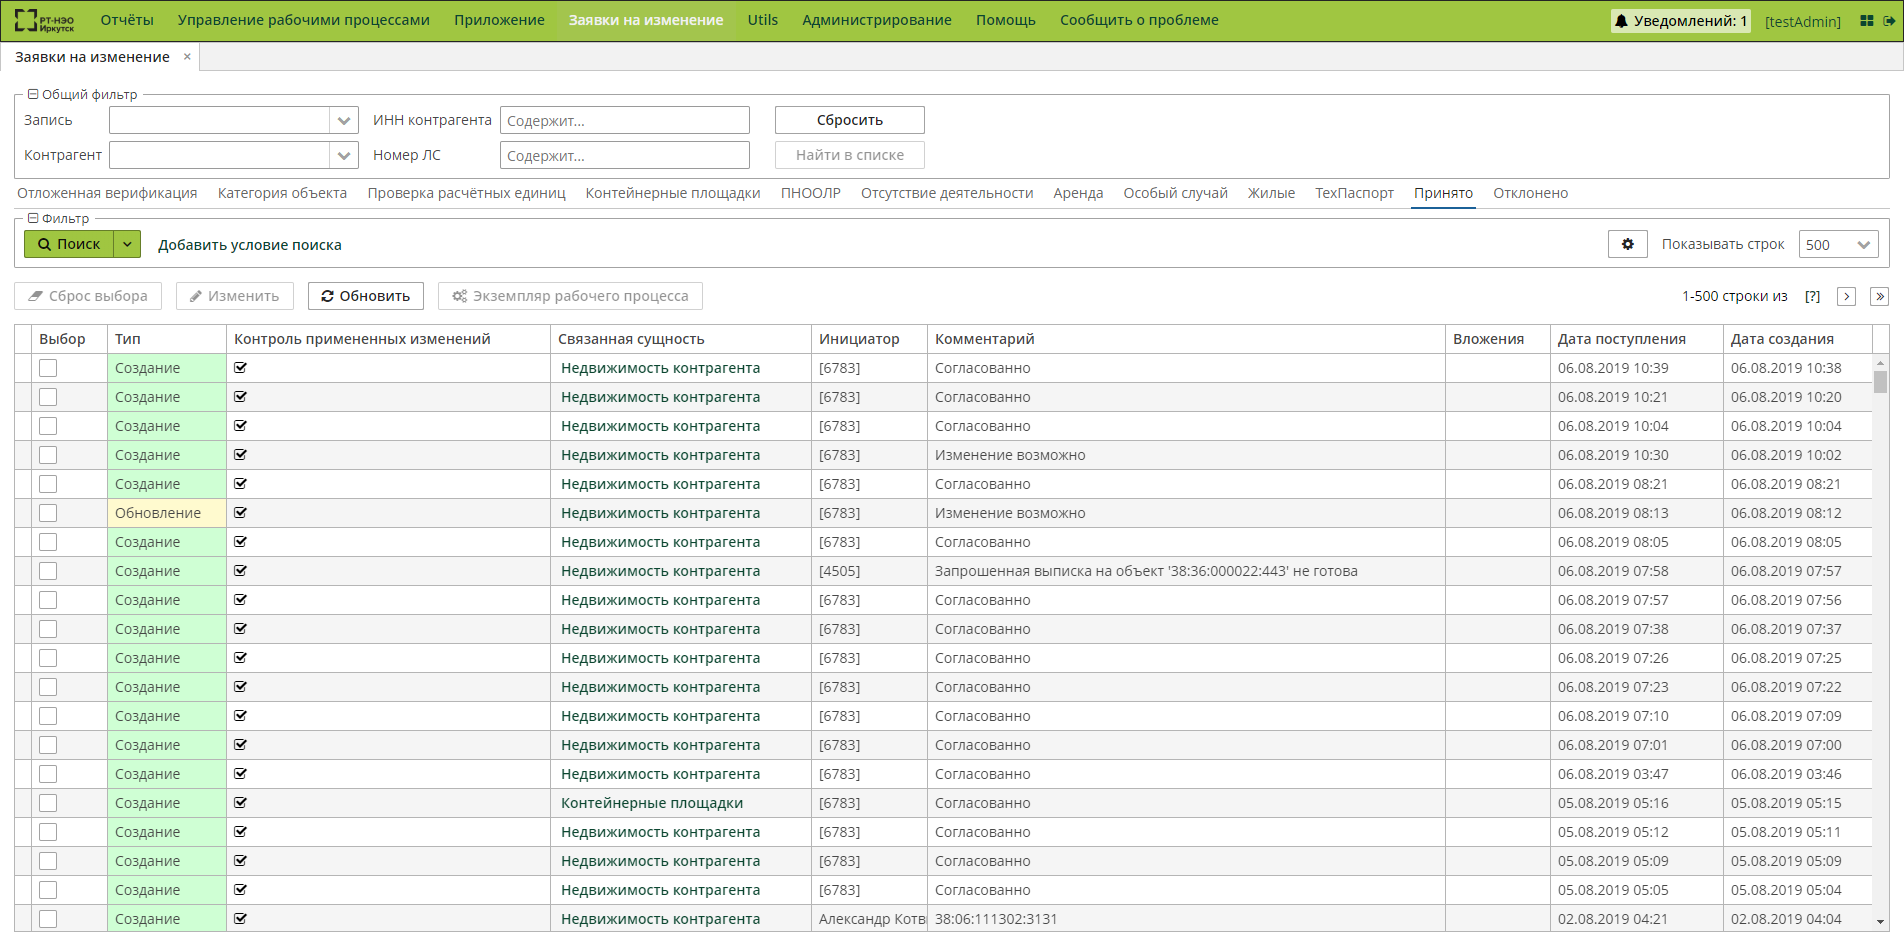 РТ-НЭО Иркутск Отчёты Управление рабочими процессами Приложение Заявки на изменение Utils Администрирование Помощь Сообщить о проблеме Уведомлений: 1 [testAdmin]
Заявки на изменение ×
Общий фильтр
Запись ИНН контрагента Содержит... Сбросить
Контрагент Номер ЛС Содержит... Найти в списке
Отложенная верификация Категория объекта Проверка расчётных единиц Контейнерные площадки ПНООЛР Отсутствие деятельности Аренда Особый случай Жилые ТехПаспорт Принято Отклонено
Фильтр
Поиск Добавить условие поиска Показывать строк 500
Сброс выбора Изменить Обновить Экземпляр рабочего процесса 1-500 строки из [?] > »
Выбор Тип Контроль примененных изменений Связанная сущность Инициатор Комментарий Вложения Дата поступления Дата создания
Создание Недвижимость контрагента [6783] Согласованно 06.08.2019 10:39 06.08.2019 10:38
Создание Недвижимость контрагента [6783] Согласованно 06.08.2019 10:21 06.08.2019 10:20
Создание Недвижимость контрагента [6783] Согласованно 06.08.2019 10:04 06.08.2019 10:04
Создание Недвижимость контрагента [6783] Изменение возможно 06.08.2019 10:30 06.08.2019 10:02
Создание Недвижимость контрагента [6783] Согласованно 06.08.2019 08:21 06.08.2019 08:21
Обновление Недвижимость контрагента [6783] Изменение возможно 06.08.2019 08:13 06.08.2019 08:12
Создание Недвижимость контрагента [6783] Согласованно 06.08.2019 08:05 06.08.2019 08:05
Создание Недвижимость контрагента [4505] Запрошенная выписка на объект '38:36:000022:443' не готова 06.08.2019 07:58 06.08.2019 07:57
Создание Недвижимость контрагента [6783] Согласованно 06.08.2019 07:57 06.08.2019 07:56
Создание Недвижимость контрагента [6783] Согласованно 06.08.2019 07:38 06.08.2019 07:37
Создание Недвижимость контрагента [6783] Согласованно 06.08.2019 07:26 06.08.2019 07:25
Создание Недвижимость контрагента [6783] Согласованно 06.08.2019 07:23 06.08.2019 07:22
Создание Недвижимость контрагента [6783] Согласованно 06.08.2019 07:10 06.08.2019 07:09
Создание Недвижимость контрагента [6783] Согласованно 06.08.2019 07:01 06.08.2019 07:00
Создание Недвижимость контрагента [6783] Согласованно 06.08.2019 03:47 06.08.2019 03:46
Создание Контейнерные площадки [6783] Согласованно 05.08.2019 05:16 05.08.2019 05:15
Создание Недвижимость контрагента [6783] Согласованно 05.08.2019 05:12 05.08.2019 05:11
Создание Недвижимость контрагента [6783] Согласованно 05.08.2019 05:09 05.08.2019 05:09
Создание Недвижимость контрагента [6783] Согласованно 05.08.2019 05:05 05.08.2019 05:04
Создание Недвижимость контрагента Александр Котв 38:06:111302:3131 02.08.2019 04:21 02.08.2019 04:04